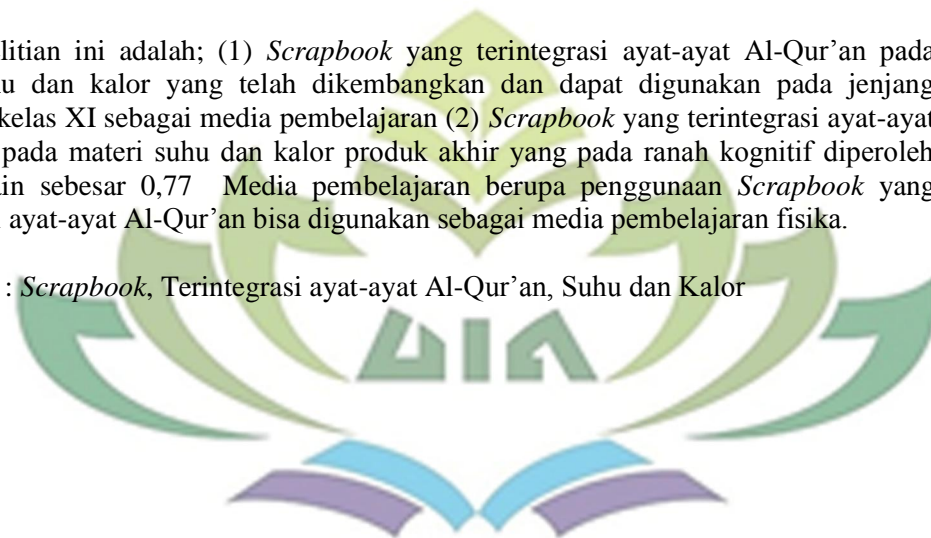 litian ini adalah; (1) Scrapbook yang terintegrasi ayat-ayat Al-Qur’an pada
u dan kalor yang telah dikembangkan dan dapat digunakan pada jenjang
kelas XI sebagai media pembelajaran (2) Scrapbook yang terintegrasi ayat-ayat
pada materi suhu dan kalor produk akhir yang pada ranah kognitif diperoleh
in sebesar 0,77 Media pembelajaran berupa penggunaan Scrapbook yang
ayat-ayat Al-Qur’an bisa digunakan sebagai media pembelajaran fisika.
: Scrapbook, Terintegrasi ayat-ayat Al-Qur’an, Suhu dan Kalor
UIN